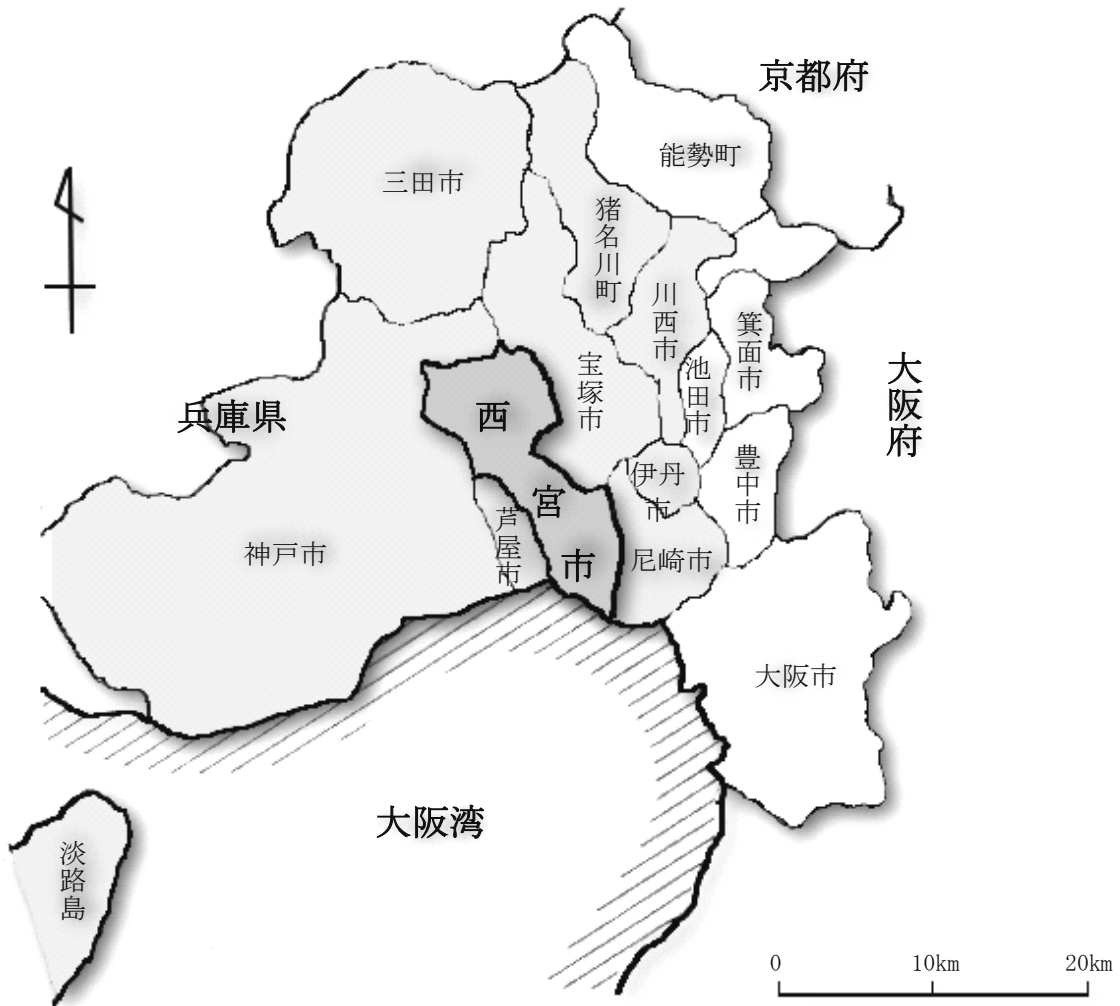 京都府
能勢町
三田市
猪名川町
川西市
箕面市
宝塚市
池田市
大阪府
兵庫県
西宮市
伊丹市
豊中市
芦屋市
神戸市
尼崎市
大阪市
大阪湾
淡路島
0 10km 20km